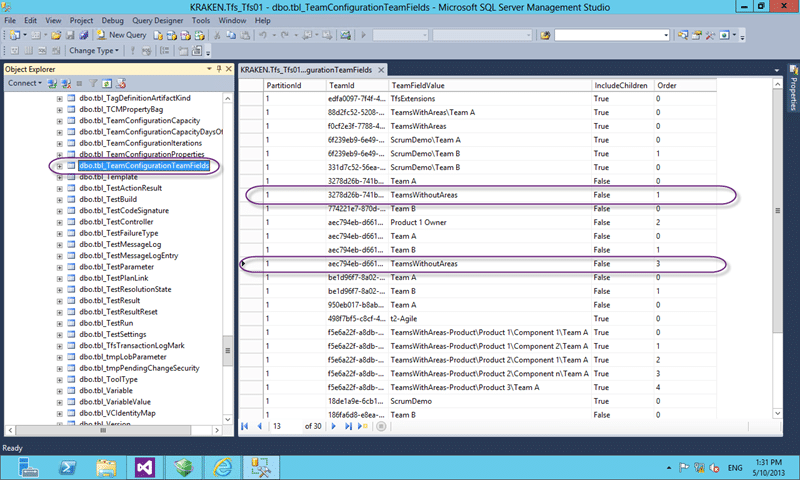 KRAKEN.Tfs_Tfs01 - dbo.tbl_TeamConfigurationTeamFields - Microsoft SQL Server Management Studio
File Edit View Project Debug Query Designer Tools Window Help
New Query
Change Type
Object Explorer
Connect
dbo.tbl_TagDefinitionArtifactKind
dbo.tbl_TCMPropertyBag
dbo.tbl_TeamConfigurationCapacity
dbo.tbl_TeamConfigurationCapacityDaysOf
dbo.tbl_TeamConfigurationIterations
dbo.tbl_TeamConfigurationProperties
dbo.tbl_TeamConfigurationTeamFields
dbo.tbl_Template
dbo.tbl_TestActionResult
dbo.tbl_TestBuild
dbo.tbl_TestCodeSignature
dbo.tbl_TestController
dbo.tbl_TestFailureType
dbo.tbl_TestMessageLog
dbo.tbl_TestMessageLogEntry
dbo.tbl_TestParameter
dbo.tbl_TestPlanLink
dbo.tbl_TestResolutionState
dbo.tbl_TestResult
dbo.tbl_TestResultReset
dbo.tbl_TestRun
dbo.tbl_TestSettings
dbo.tbl_TfsTransactionLogMark
dbo.tbl_tmpLobParameter
dbo.tbl_tmpPendingChangeSecurity
dbo.tbl_ToolType
dbo.tbl_Variable
dbo.tbl_VariableValue
dbo.tbl_VCIdentityMap
dbo.tbl_Version
KRAKEN.Tfs_Tfs01...gurationTeamFields
PartitionId TeamId TeamFieldValue IncludeChildren Order
1 edfa0097-7f4f-4... TfsExtensions True 0
1 88d2fc52-5208-... TeamsWithAreas\Team A True 0
1 f0cf2e3f-7788-4... TeamsWithAreas True 0
1 6f239eb9-6e49-... ScrumDemo\Team A True 0
1 6f239eb9-6e49-... ScrumDemo\Team B True 1
1 331d7c52-56ea-... ScrumDemo\Team B True 0
1 3278d26b-741b... Team A False 0
1 3278d26b-741b... TeamsWithoutAreas False 1
1 774221e7-870d-... Team B False 0
1 aec794eb-d661... Product 1 Owner False 2
1 aec794eb-d661... Team A False 0
1 aec794eb-d661... Team B False 1
1 aec794eb-d661... TeamsWithoutAreas False 3
1 be1d96f7-8a02-... Team A False 0
1 be1d96f7-8a02-... Team B False 1
1 950eb017-b8ab... Team A False 0
1 498f7bf5-c8cf-4... t2-Agile True 0
1 f5e6a22f-a8db-... TeamsWithAreas-Product\Product 1\Component 1\Team A True 0
1 f5e6a22f-a8db-... TeamsWithAreas-Product\Product 1\Component 2\Team A True 1
1 f5e6a22f-a8db-... TeamsWithAreas-Product\Product 2\Component 1\Team A True 2
1 f5e6a22f-a8db-... TeamsWithAreas-Product\Product 2\Component n\Team A True 3
1 f5e6a22f-a8db-... TeamsWithAreas-Product\Product 3\Team A True 4
1 18de1a9e-6cb1... ScrumDemo True 0
1 186fa6d8-e8ea-... Team B False 0
13 of 30
Properties
Ready
ENG
1:31 PM
5/10/2013